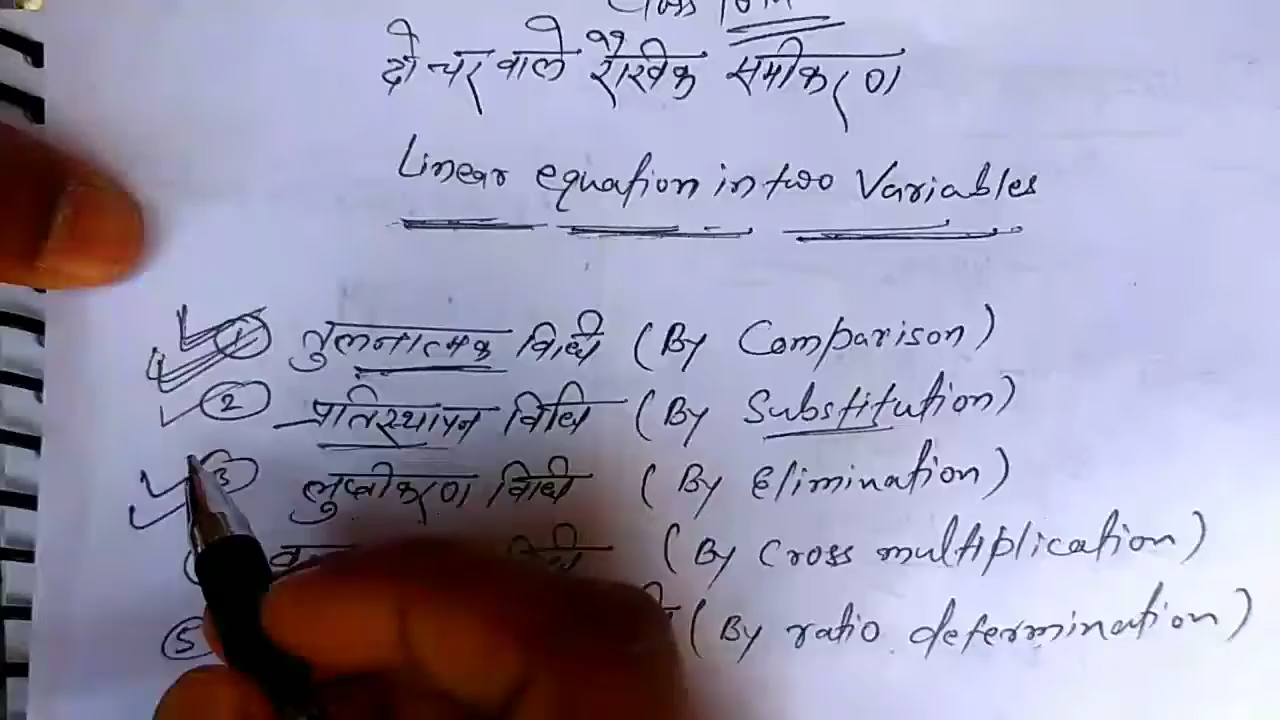 Class
दो चर वाले रैखिक समीकरण
Linear equation in two Variables
1 तुलनात्मक विधि (By Comparison)
2 प्रतिस्थापन विधि (By Substitution)
3 लुप्तीकरण विधि (By Elimination)
विधि (By Cross multiplication)
5 (By ratio determination)